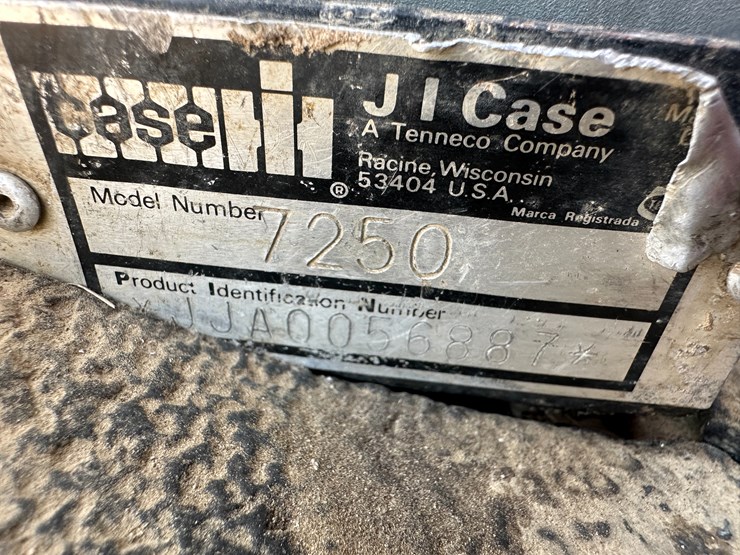 case IH
J I Case
A Tenneco Company
Racine, Wisconsin
53404 U.S.A.
®
Marca Registrada
Model Number
7250
Product Identification Number
*JJA0056887*